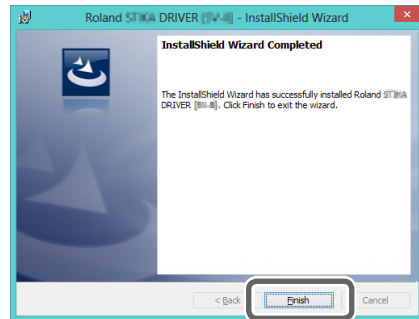 Roland DRIVER - InstallShield Wizard
InstallShield Wizard Completed
The InstallShield Wizard has successfully installed Roland
DRIVER . Click Finish to exit the wizard.
< Back
Finish
Cancel